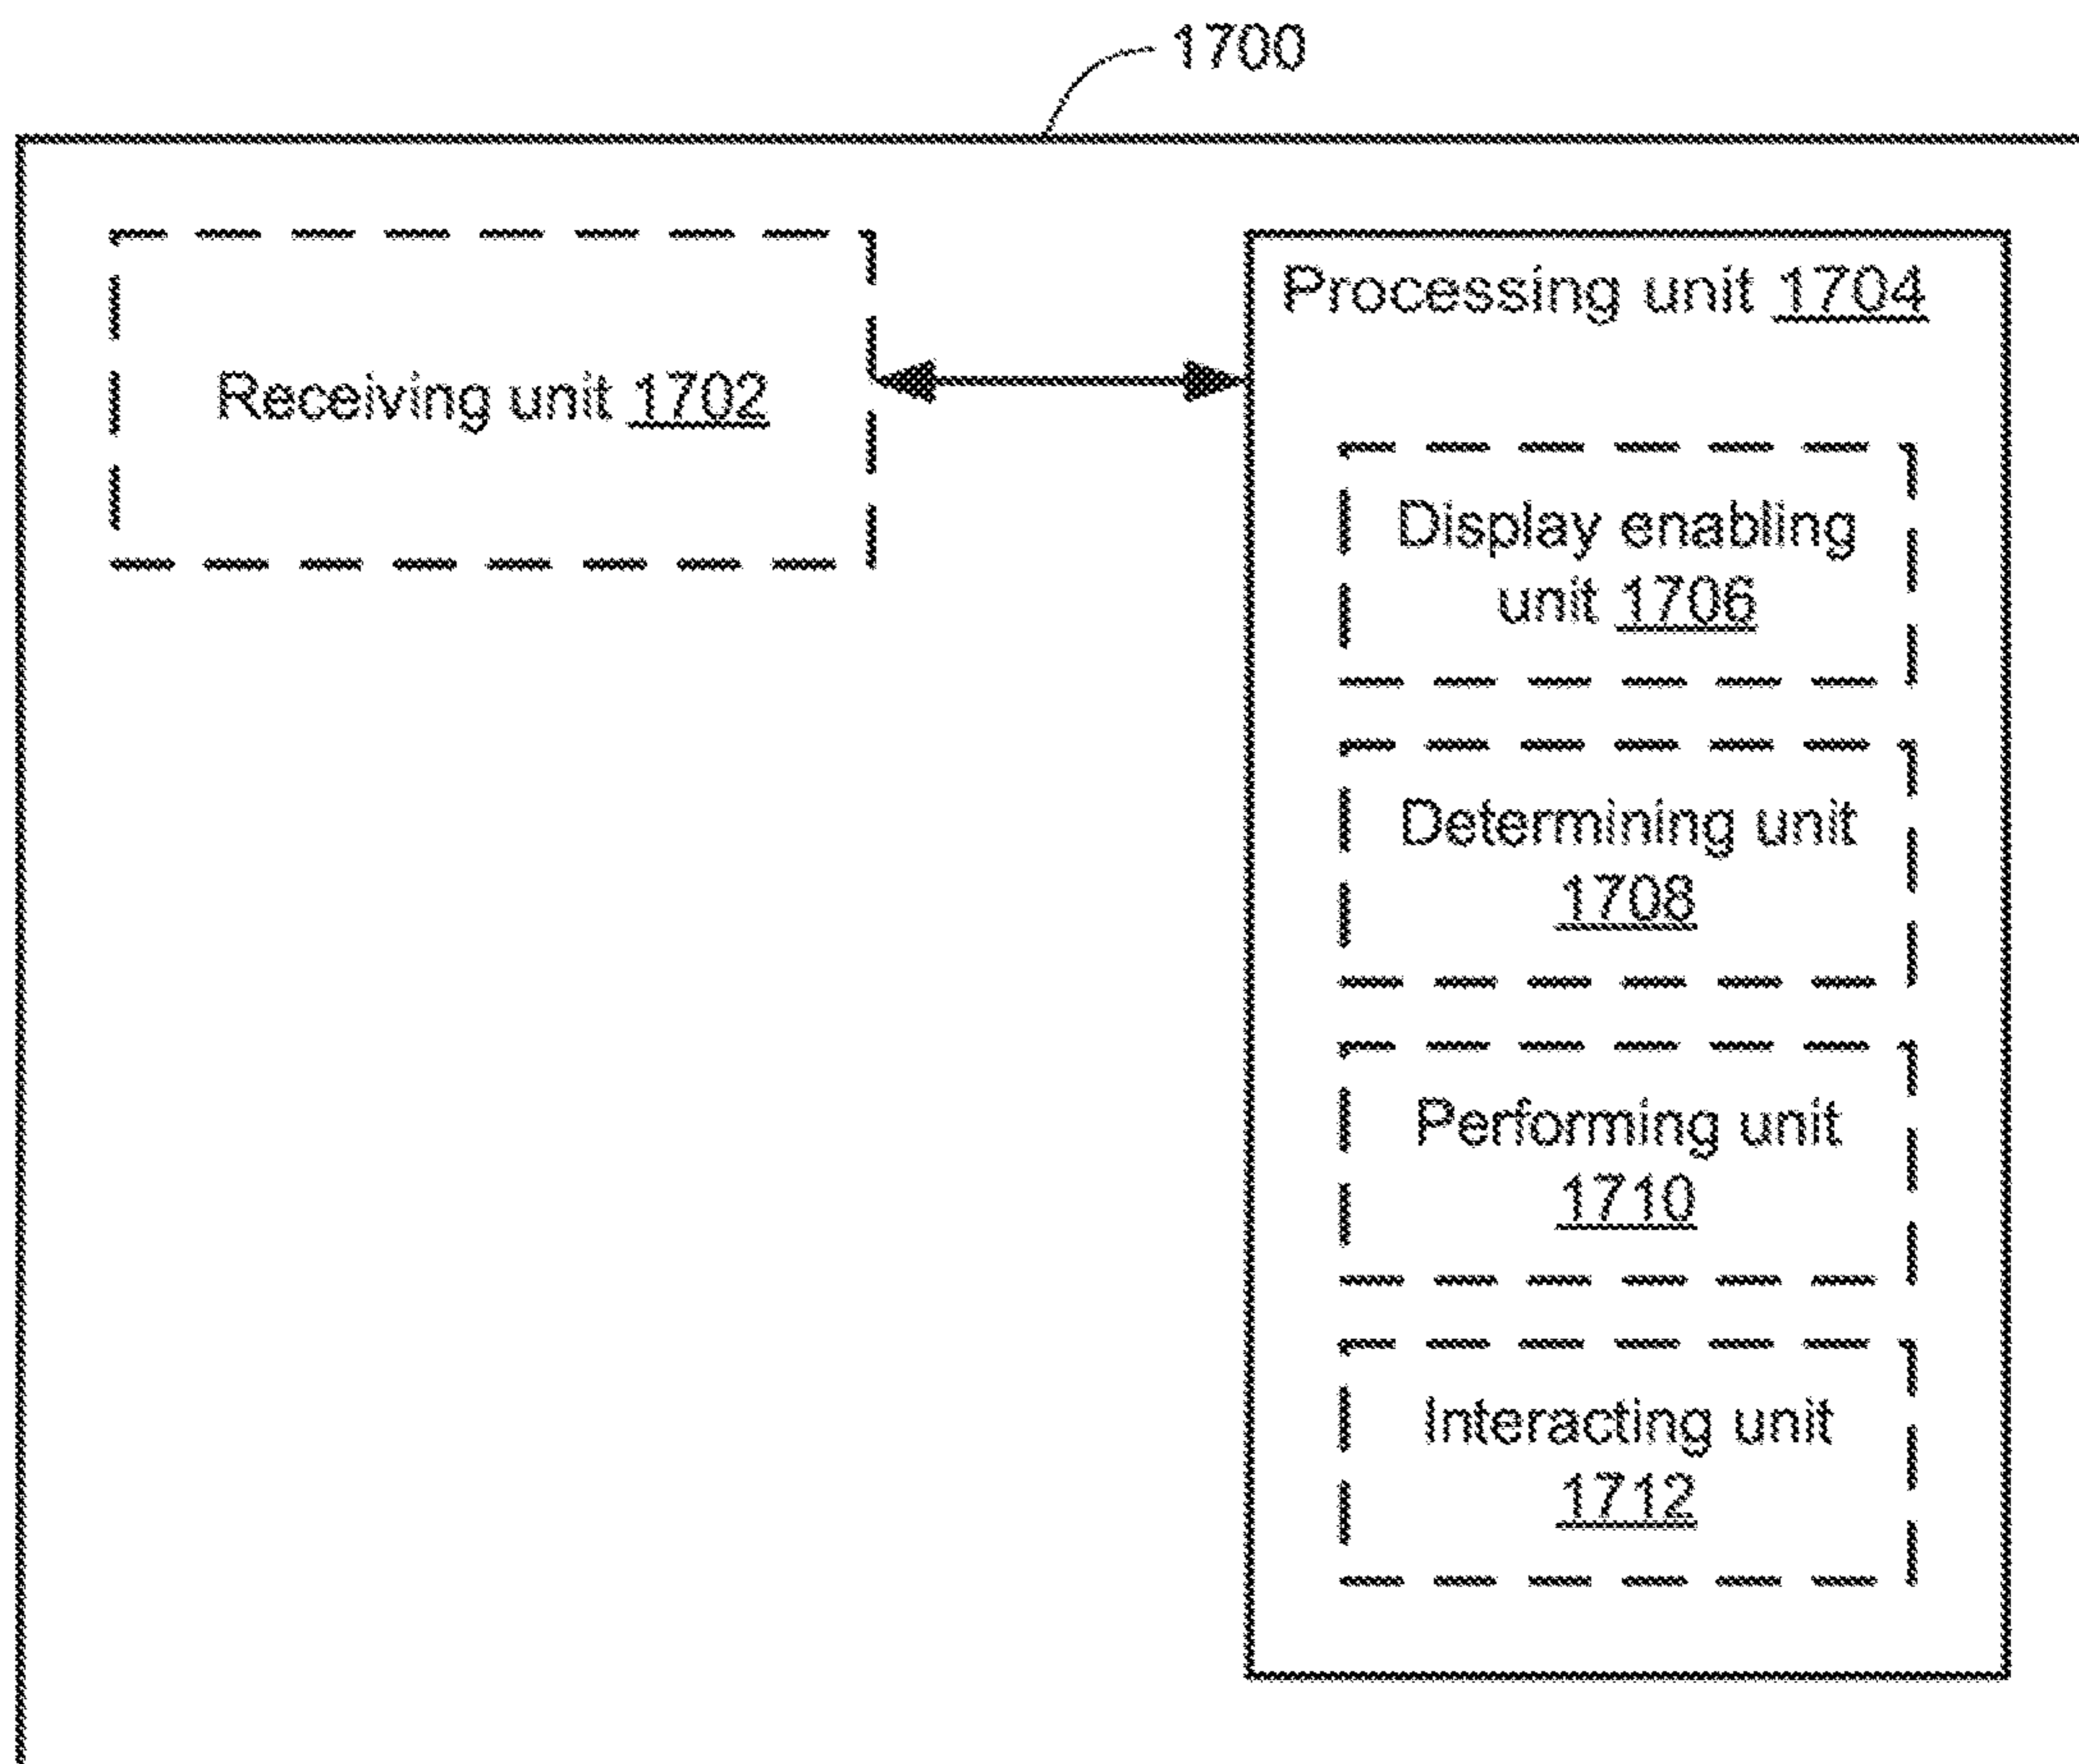 1700
Processing unit 1704
Receiving unit 1702
Display enabling
unit 1706
Determining unit
1708
Performing unit
1710
Interacting unit
1712